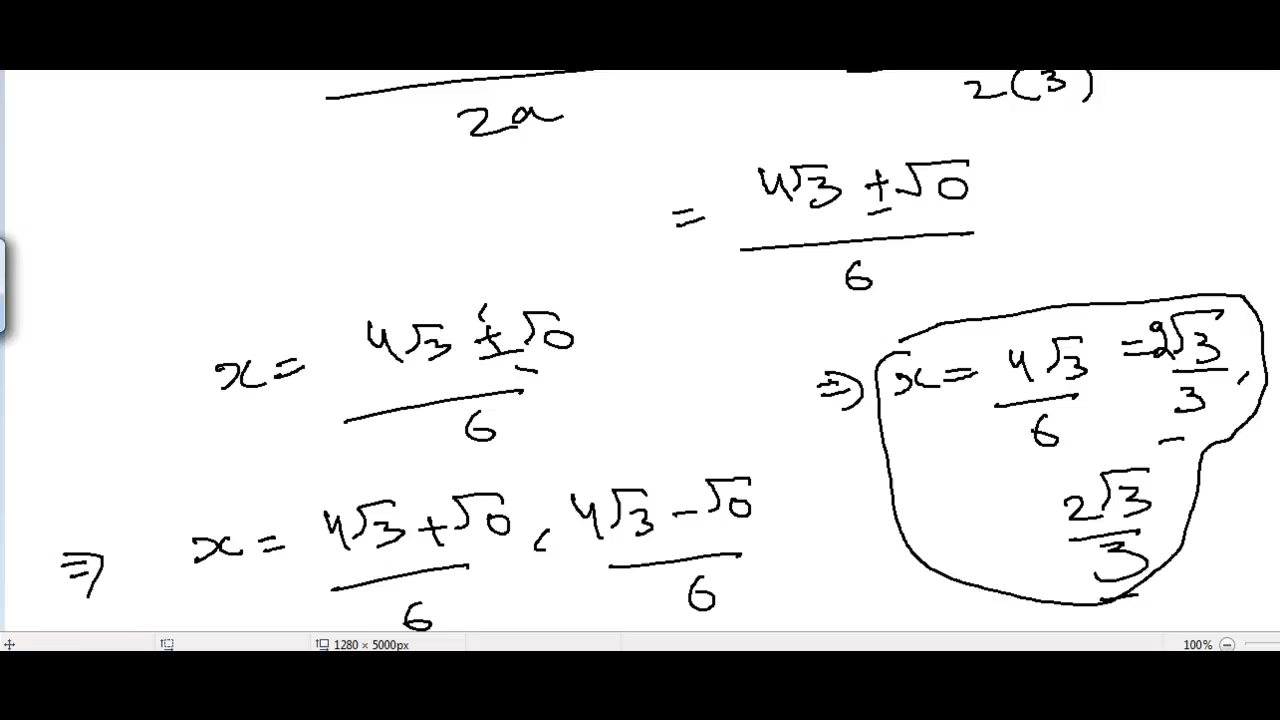 2a
2(3)
= 4√3 ± √0
6
x = 4√3 ± √0
6
⇒ x = 4√3 = 2√3 ,
6 3
2√3
3
⇒ x = 4√3 + √0 , 4√3 - √0
6 6
1280 × 5000px 100%